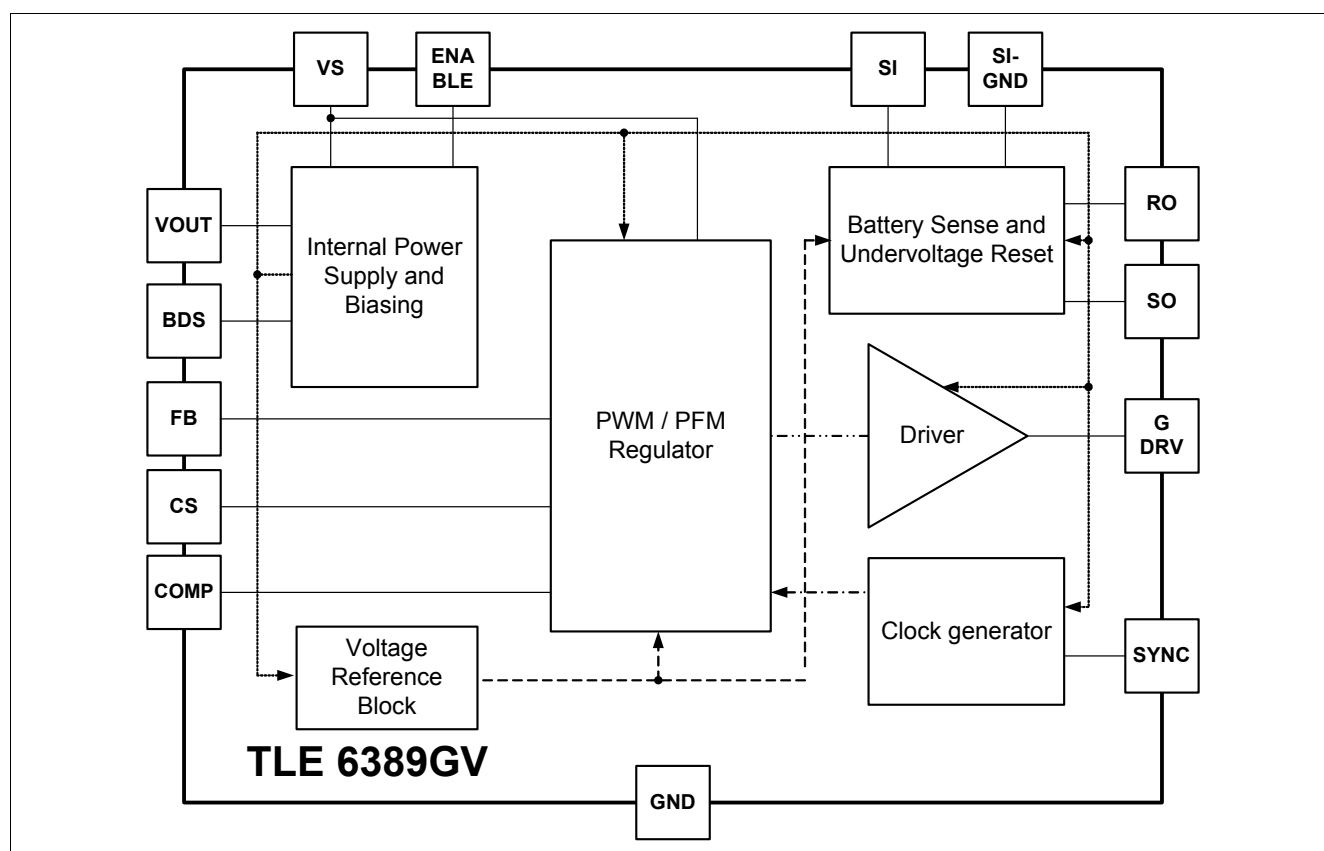 VS
ENA
BLE
SI
SI-
GND
VOUT
BDS
FB
CS
COMP
Internal Power
Supply and
Biasing
PWM / PFM
Regulator
Battery Sense and
Undervoltage Reset
RO
SO
Driver
G
DRV
Clock generator
SYNC
Voltage
Reference
Block
TLE 6389GV
GND